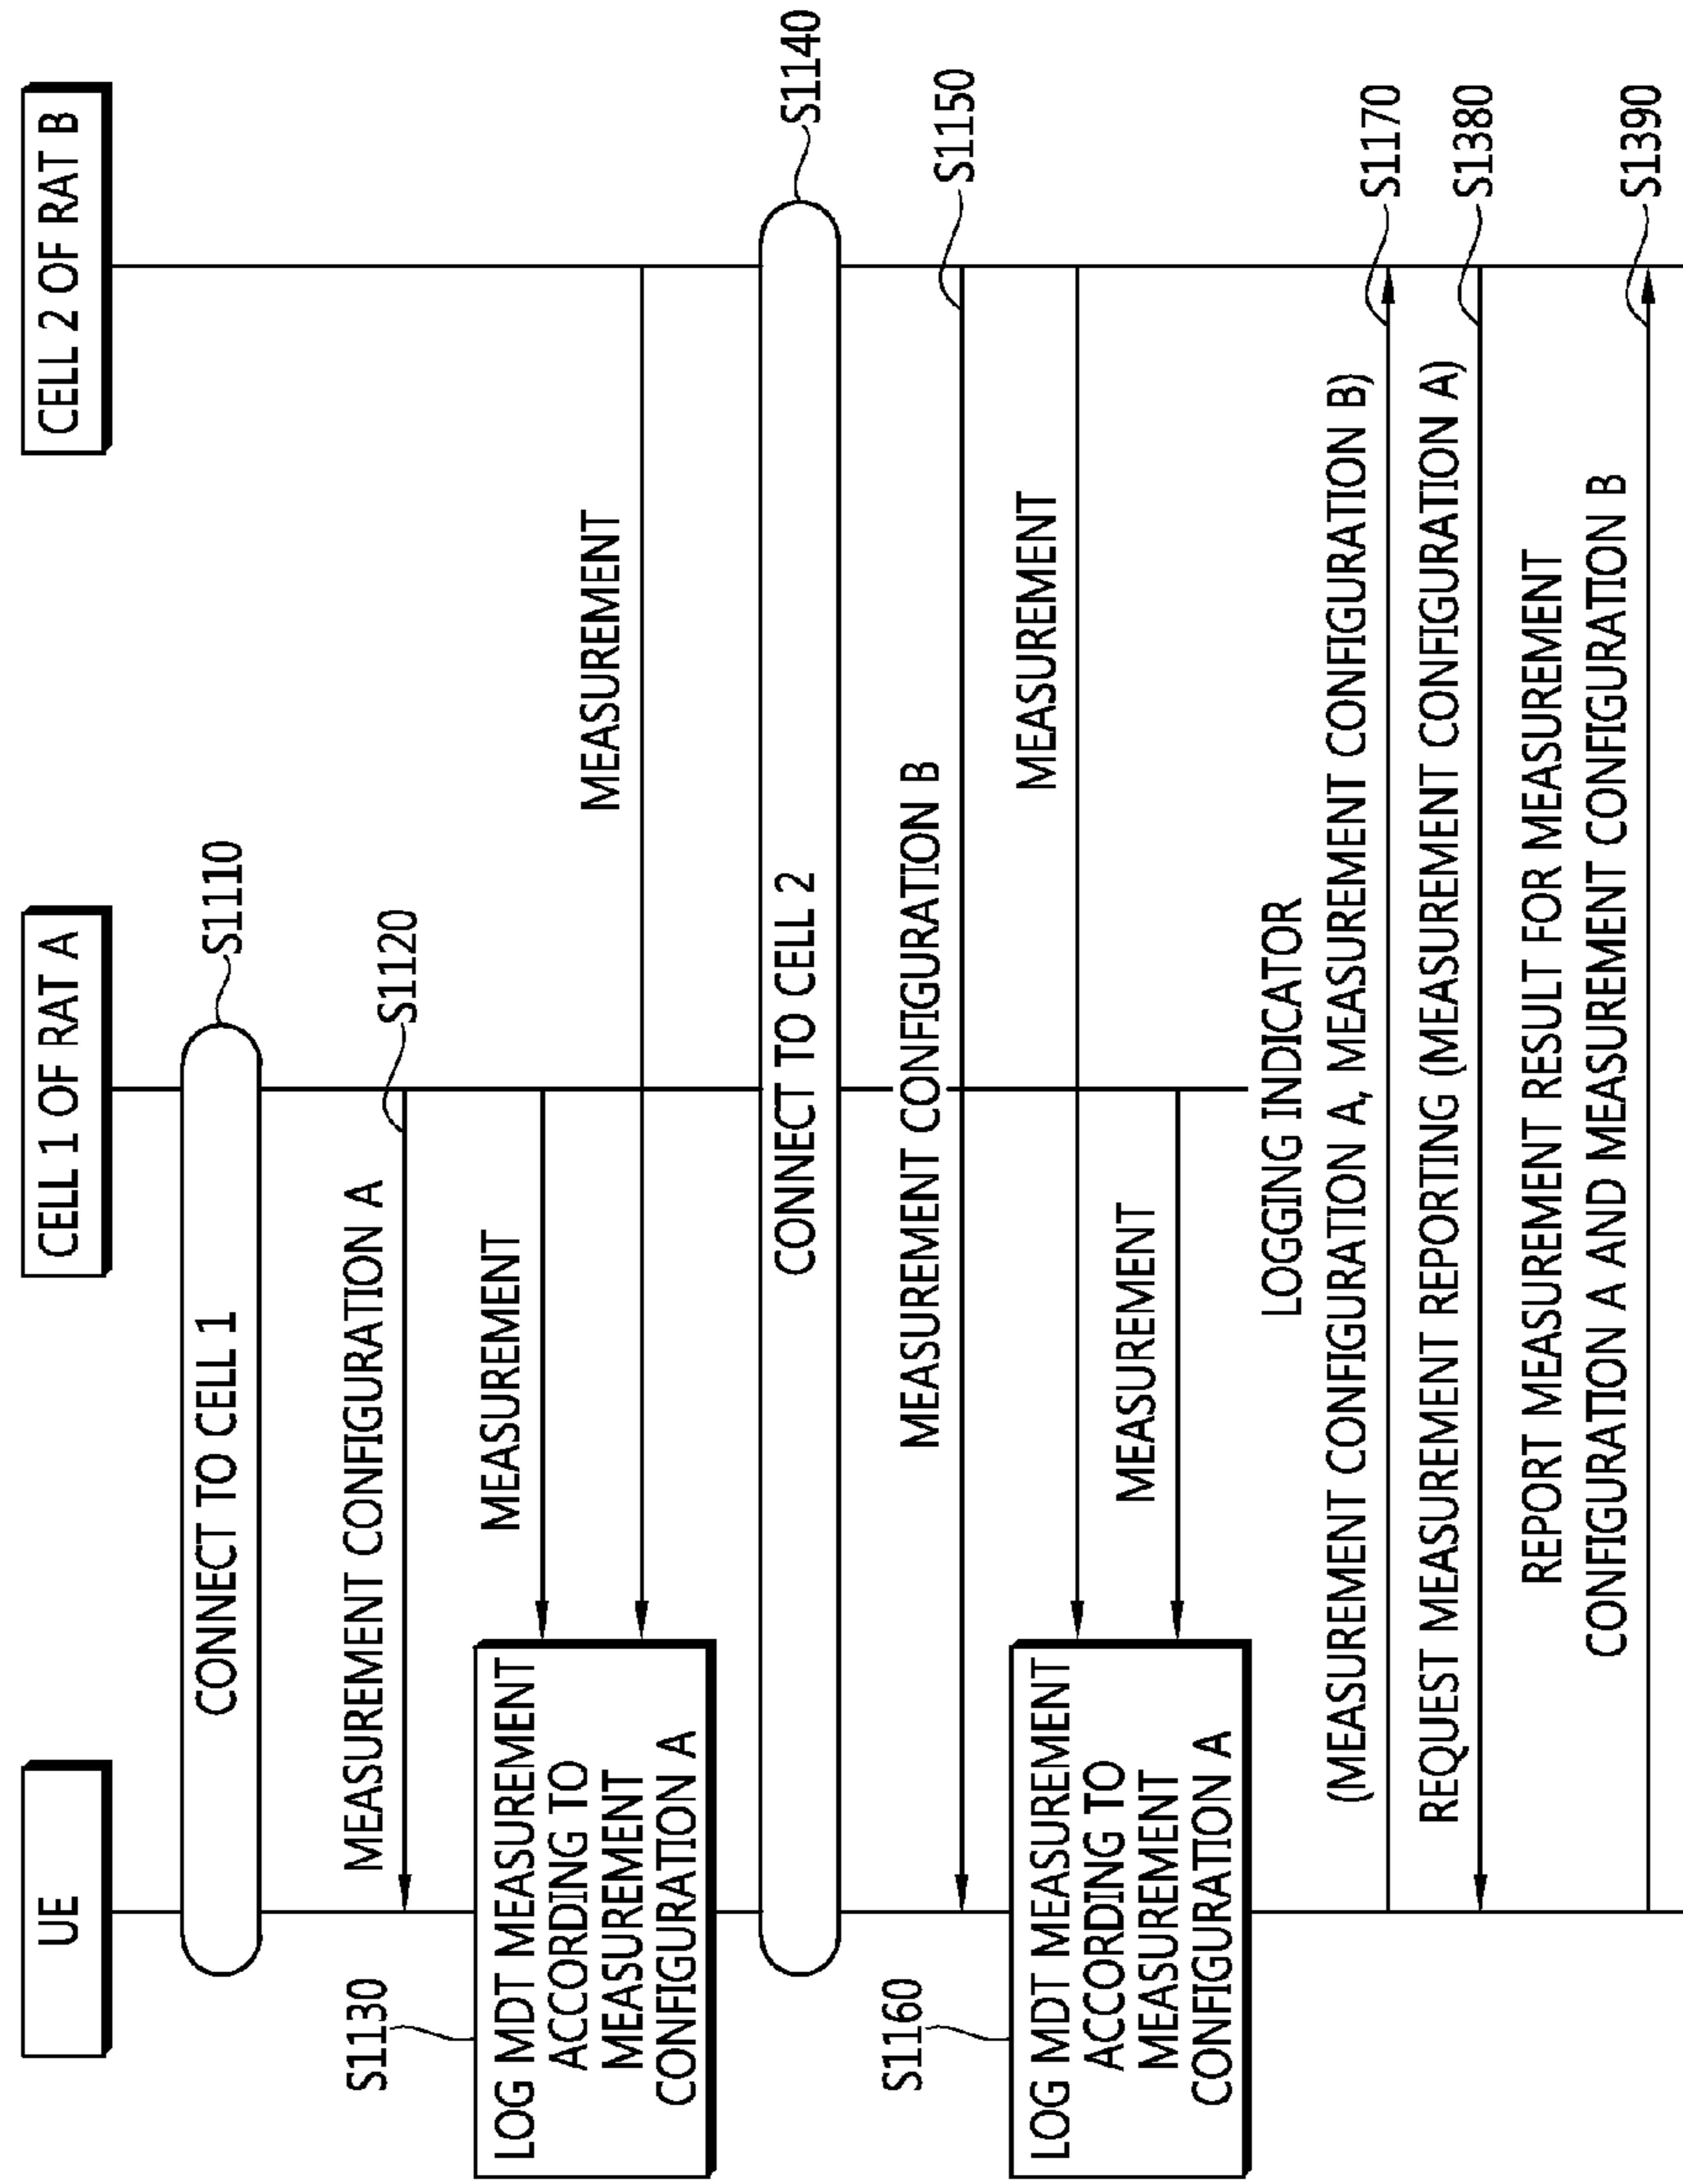 UE
CELL 1 OF RAT A
CELL 2 OF RAT B
CONNECT TO CELL 1
S1110
MEASUREMENT CONFIGURATION A
S1120
S1130
LOG MDT MEASUREMENT
ACCORDING TO
MEASUREMENT
CONFIGURATION A
MEASUREMENT
MEASUREMENT
CONNECT TO CELL 2
S1140
MEASUREMENT CONFIGURATION B
S1150
S1160
LOG MDT MEASUREMENT
ACCORDING TO
MEASUREMENT
CONFIGURATION A
MEASUREMENT
MEASUREMENT
LOGGING INDICATOR
(MEASUREMENT CONFIGURATION A, MEASUREMENT CONFIGURATION B)
S1170
REQUEST MEASUREMENT REPORTING (MEASUREMENT CONFIGURATION A)
S1380
REPORT MEASUREMENT RESULT FOR MEASUREMENT
CONFIGURATION A AND MEASUREMENT CONFIGURATION B
S1390